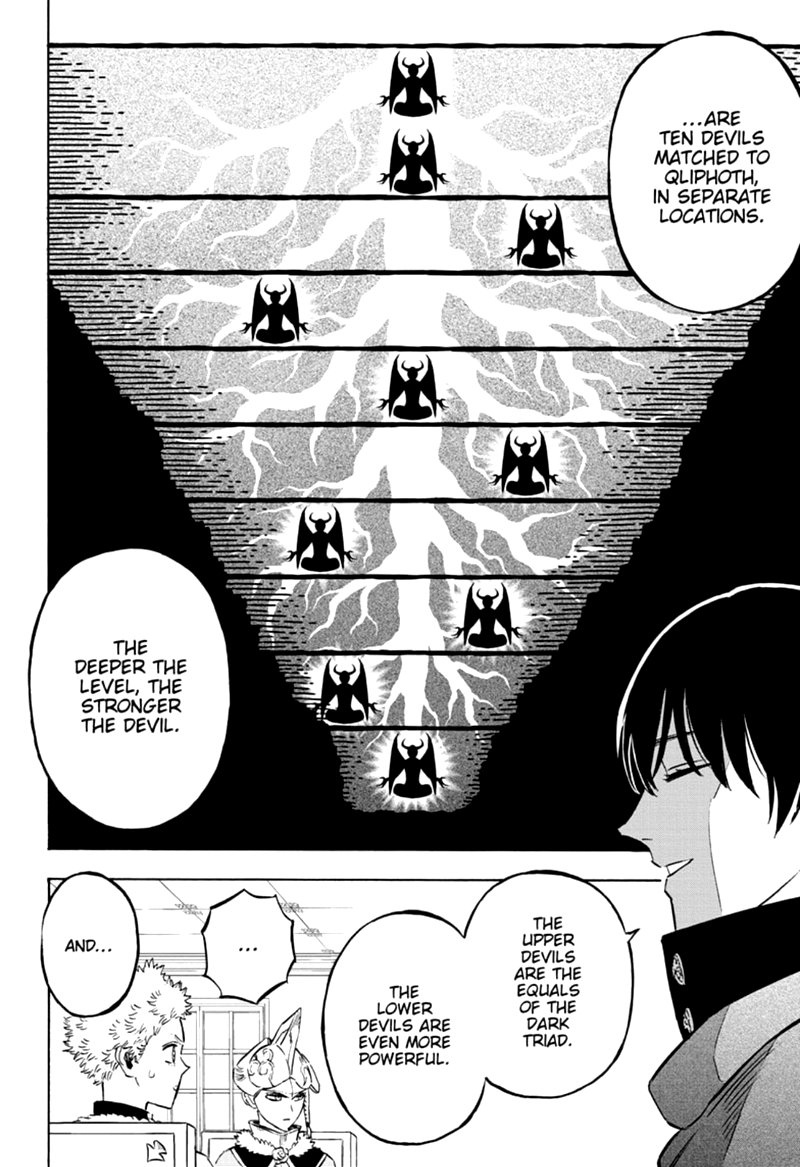 ...ARE
TEN DEVILS
MATCHED TO
QLIPHOTH,
IN SEPARATE
LOCATIONS.
THE
DEEPER THE
LEVEL, THE
STRONGER
THE DEVIL.
THE
UPPER
DEVILS
ARE THE
EQUALS
OF THE
DARK
TRIAD.
THE
LOWER
DEVILS ARE
EVEN MORE
POWERFUL.
...
AND...